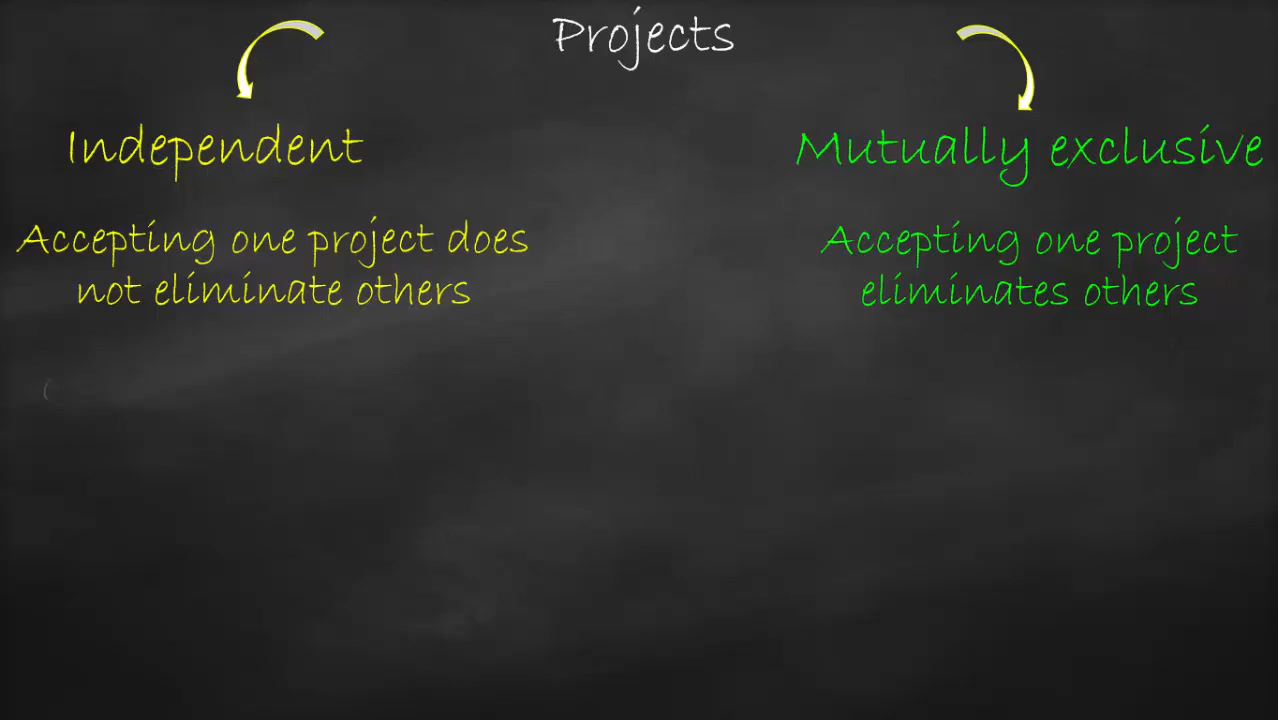 Projects
Independent
Mutually exclusive
Accepting one project does
not eliminate others
Accepting one project
eliminates others
(